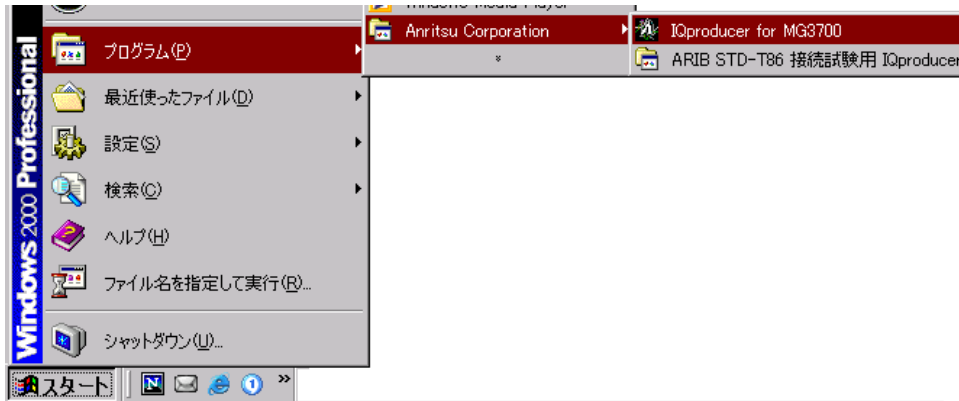 Windows Media Player
Anritsu Corporation
IQproducer for MG3700
ARIB STD-T86 接続試験用 IQproducer
プログラム(P)
最近使ったファイル(D)
設定(S)
検索(C)
ヘルプ(H)
ファイル名を指定して実行(R)...
シャットダウン(U)...
Windows 2000 Professional
スタート